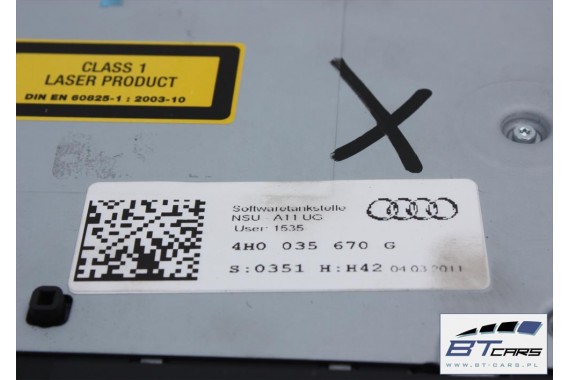 CLASS 1
LASER PRODUCT
DIN EN 60825-1 : 2003-10
X
Softwaretankstelle
NSU A11 UG
User: 1535
4H0 035 670 G
S:0351 H:H42 04.03.2011
BT CARS
WWW.BTCARS.PL